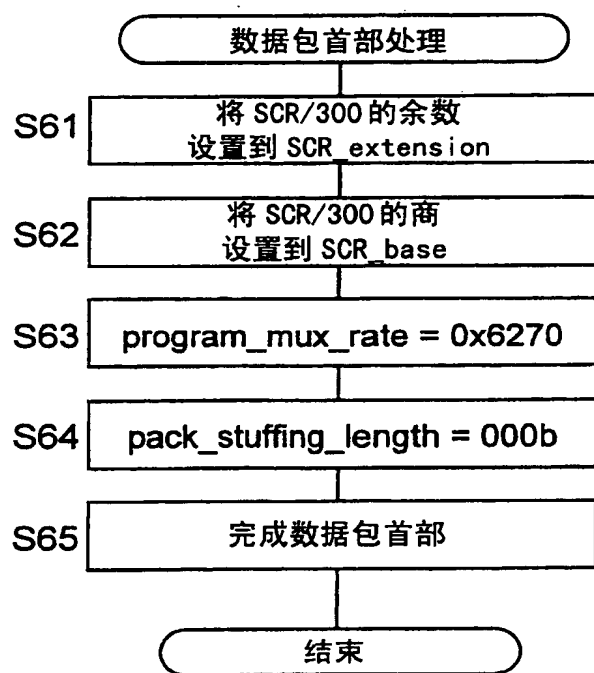 数据包首部处理
S61
将 SCR/300 的余数
设置到 SCR_extension
S62
将 SCR/300 的商
设置到 SCR_base
S63
program_mux_rate = 0x6270
S64
pack_stuffing_length = 000b
S65
完成数据包首部
结束